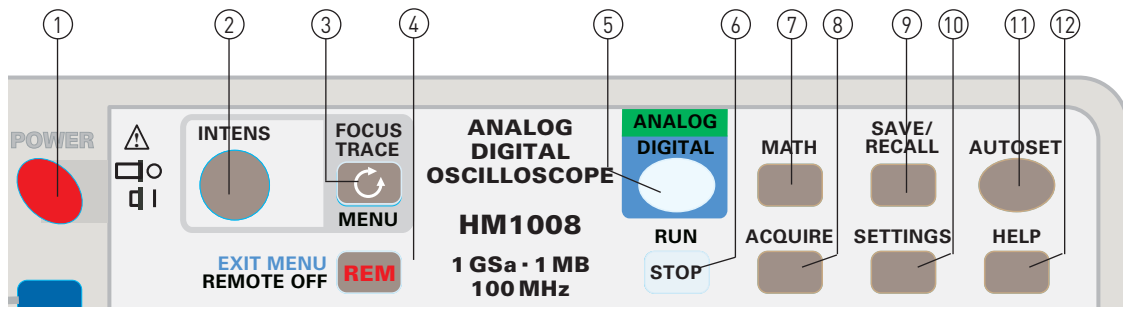 1 2 3 4 5 6 7 8 9 10 11 12
POWER
INTENS
FOCUS
TRACE
MENU
EXIT MENU
REMOTE OFF
REM
ANALOG
DIGITAL
OSCILLOSCOPE
HM1008
1 GSa · 1 MB
100 MHz
ANALOG
DIGITAL
RUN
STOP
MATH
SAVE/
RECALL
AUTOSET
ACQUIRE
SETTINGS
HELP